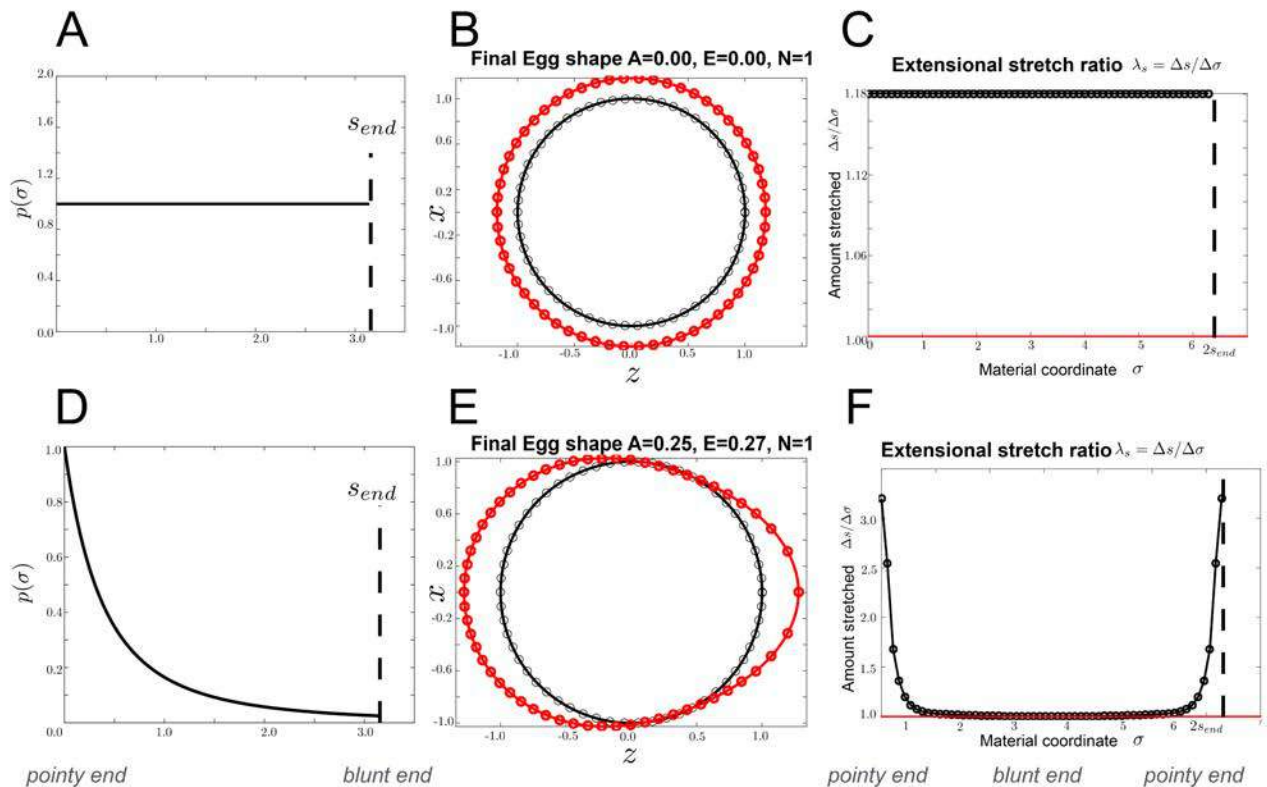 A
2.0
1.6
1.2
0.8
0.4
0.0
p(σ)
s_end
1.0 2.0 3.0
B
Final Egg shape A=0.00, E=0.00, N=1
1.0
0.6
0.2
-0.2
-0.6
-1.0
x
-1.0 -0.5 0.0 0.5 1.0
z
C
Extensional stretch ratio λ_s = Δs/Δσ
1.18
1.12
1.06
1.00
Amount stretched Δs/Δσ
0 1 2 3 4 5 6 2s_end
Material coordinate σ
D
1.0
0.8
0.6
0.4
0.2
p(σ)
s_end
0.0 1.0 2.0 3.0
pointy end blunt end
E
Final Egg shape A=0.25, E=0.27, N=1
1.0
0.6
0.2
-0.2
-0.6
-1.0
x
-1.0 -0.5 0.0 0.5 1.0
z
F
Extensional stretch ratio λ_s = Δs/Δσ
3.0
2.5
2.0
1.5
1.0
Amount stretched Δs/Δσ
1 2 3 4 5 6 2s_end
Material coordinate σ
pointy end blunt end pointy end